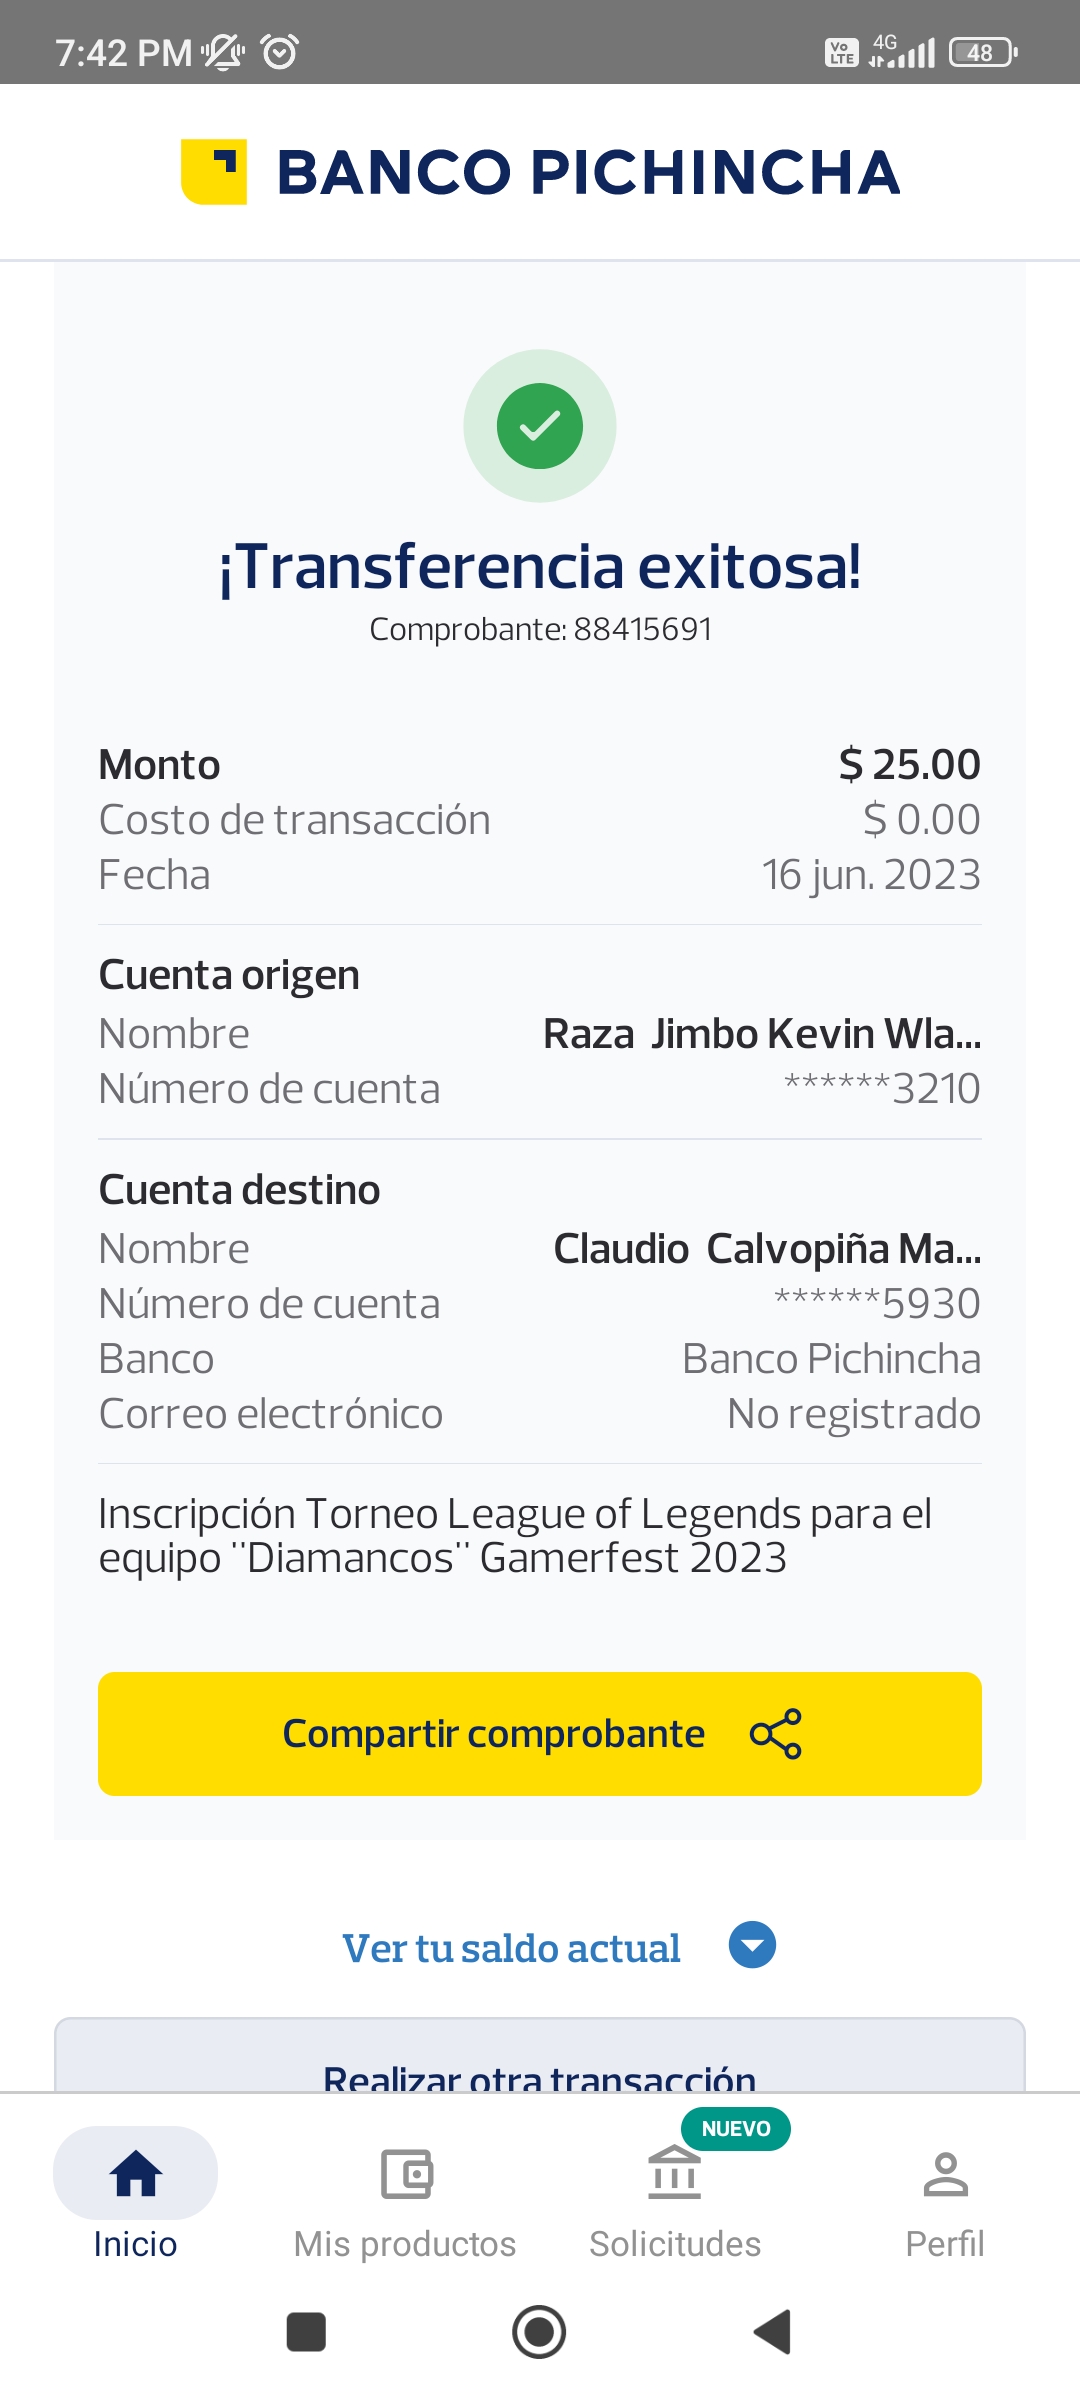 7:42 PM
Vo LTE 4G 48
BANCO PICHINCHA
¡Transferencia exitosa!
Comprobante: 88415691
Monto $ 25.00
Costo de transacción $ 0.00
Fecha 16 jun. 2023
Cuenta origen
Nombre Raza  Jimbo Kevin Wla...
Número de cuenta ******3210
Cuenta destino
Nombre Claudio  Calvopiña Ma...
Número de cuenta ******5930
Banco Banco Pichincha
Correo electrónico No registrado
Inscripción Torneo League of Legends para el
equipo ''Diamancos'' Gamerfest 2023
Compartir comprobante
Ver tu saldo actual
Realizar otra transacción
NUEVO
Inicio Mis productos Solicitudes Perfil